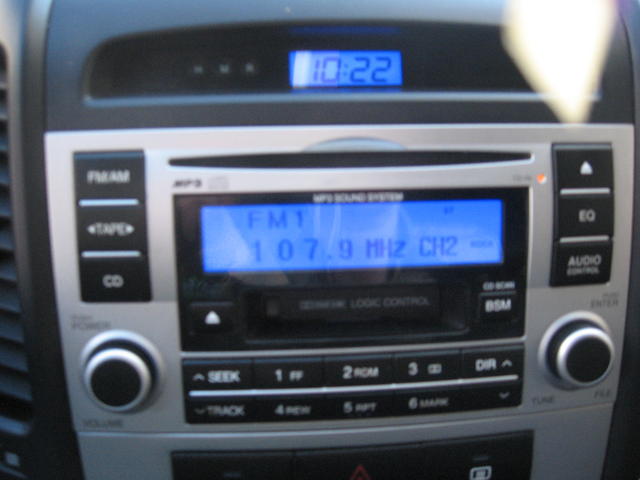 10:22
MP3
MP3 SOUND SYSTEM
FM/AM
FM1
◄TAPE►
107.9 MHz CH2
EQ
CD
AUDIO
CONTROL
CD SCAN
LOGIC CONTROL
BSM
POWER
ENTER
SEEK 1 FF 2 RDM 3 DIR
TRACK 4 REW 5 RPT 6 MARK
VOLUME
TUNE FILE